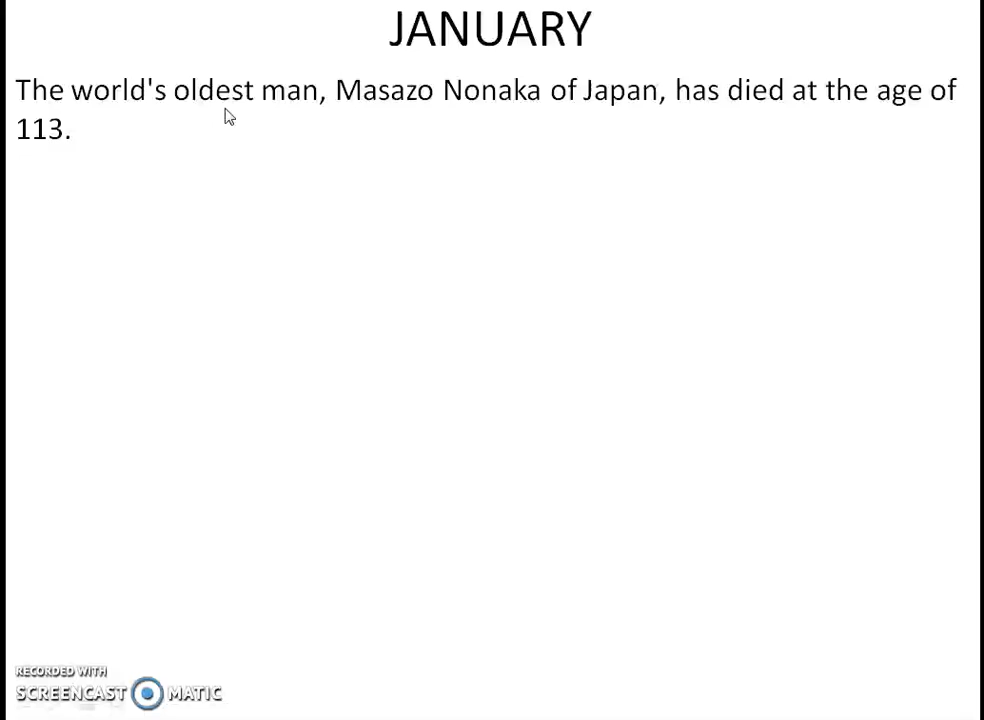 JANUARY
The world's oldest man, Masazo Nonaka of Japan, has died at the age of
113.
RECORDED WITH
SCREENCAST MATIC